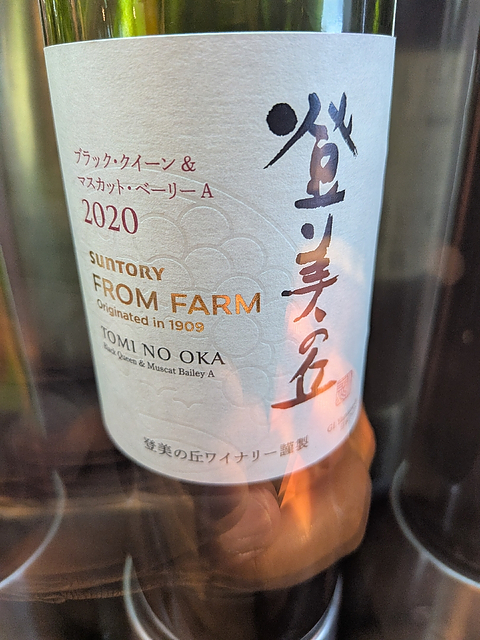 ブラック・クイーン &
マスカット・ベーリー A
2020
SUNTORY
FROM FARM
Originated in 1909
TOMI NO OKA
Black Queen & Muscat Bailey A
登美の丘
登美の丘ワイナリー謹製